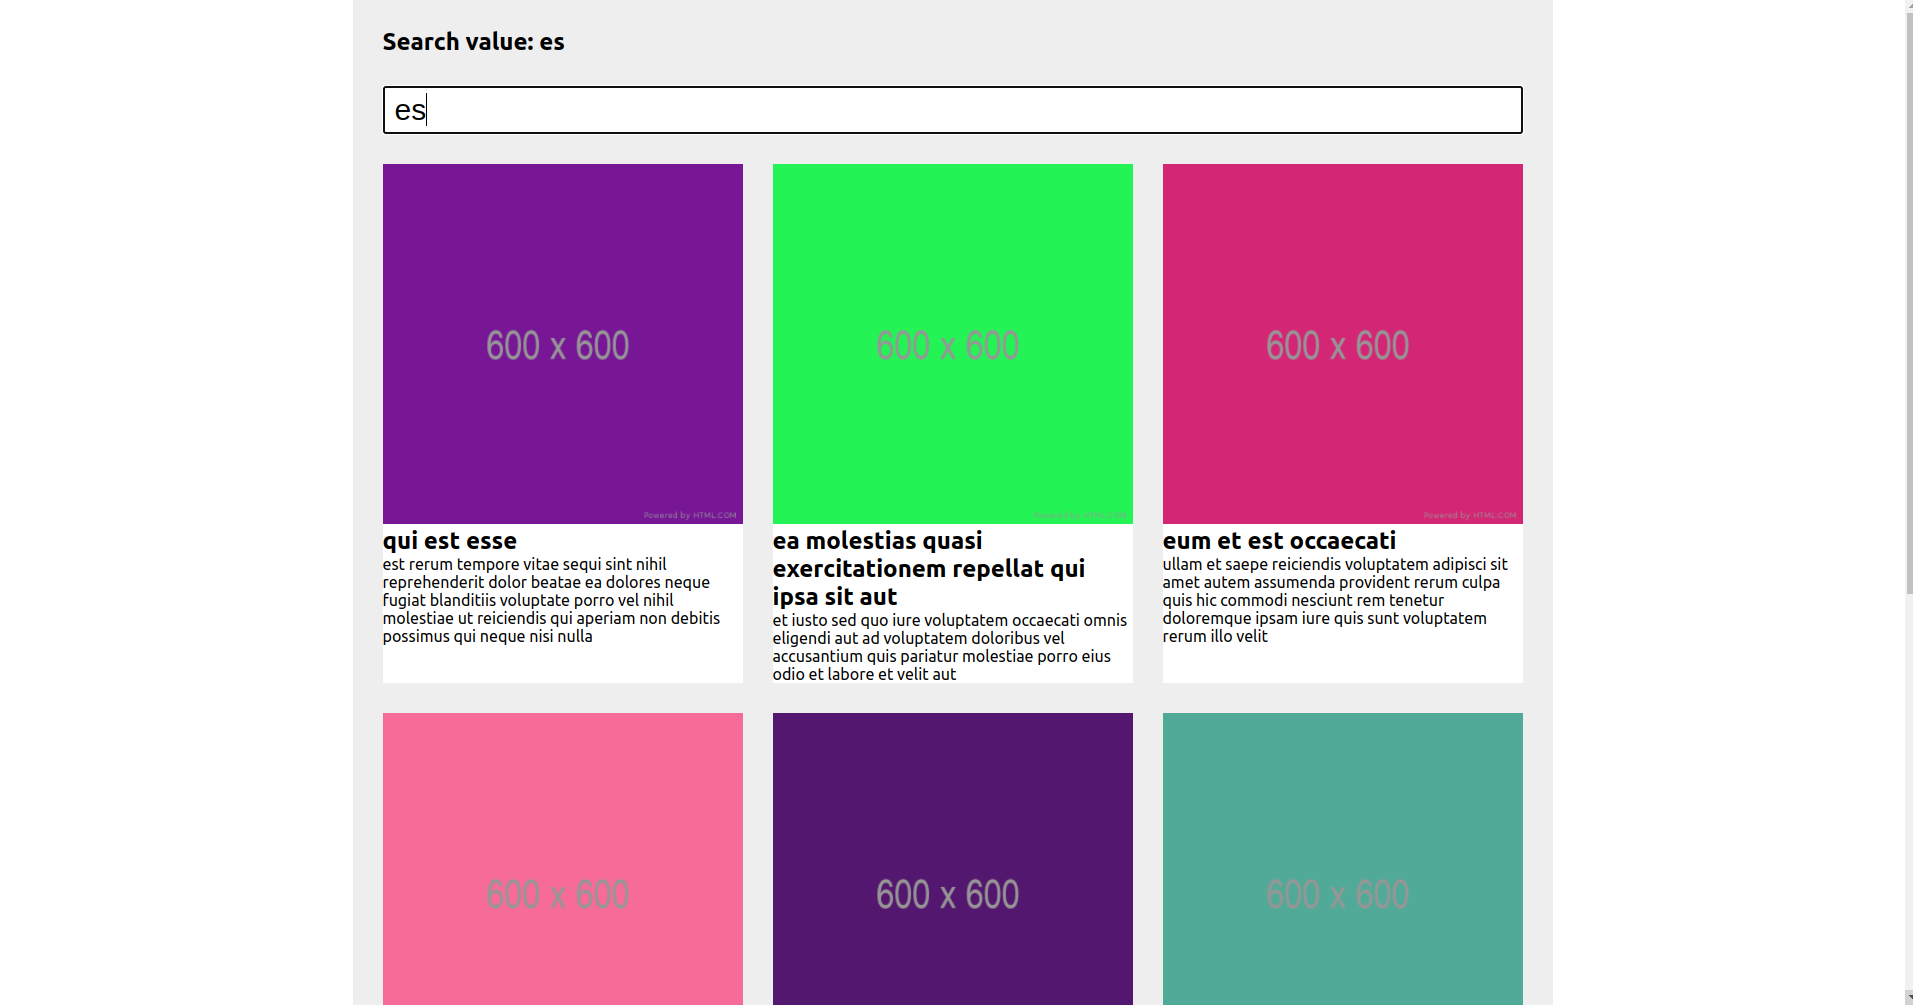 Search value: es
es
600 x 600
Powered by HTML.COM
600 x 600
Powered by HTML.COM
600 x 600
Powered by HTML.COM
qui est esse
est rerum tempore vitae sequi sint nihil
reprehenderit dolor beatae ea dolores neque
fugiat blanditiis voluptate porro vel nihil
molestiae ut reiciendis qui aperiam non debitis
possimus qui neque nisi nulla
ea molestias quasi
exercitationem repellat qui
ipsa sit aut
et iusto sed quo iure voluptatem occaecati omnis
eligendi aut ad voluptatem doloribus vel
accusantium quis pariatur molestiae porro eius
odio et labore et velit aut
eum et est occaecati
ullam et saepe reiciendis voluptatem adipisci sit
amet autem assumenda provident rerum culpa
quis hic commodi nesciunt rem tenetur
doloremque ipsam iure quis sunt voluptatem
rerum illo velit
600 x 600
600 x 600
600 x 600